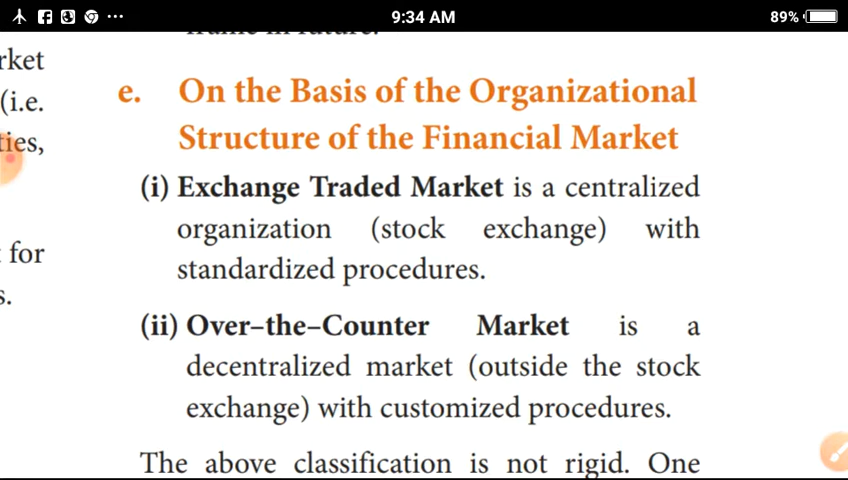 9:34 AM
89%
rket
(i.e.
ties,
for
s.
e. On the Basis of the Organizational
Structure of the Financial Market
(i) Exchange Traded Market is a centralized
organization (stock exchange) with
standardized procedures.
(ii) Over–the–Counter Market is a
decentralized market (outside the stock
exchange) with customized procedures.
The above classification is not rigid. One